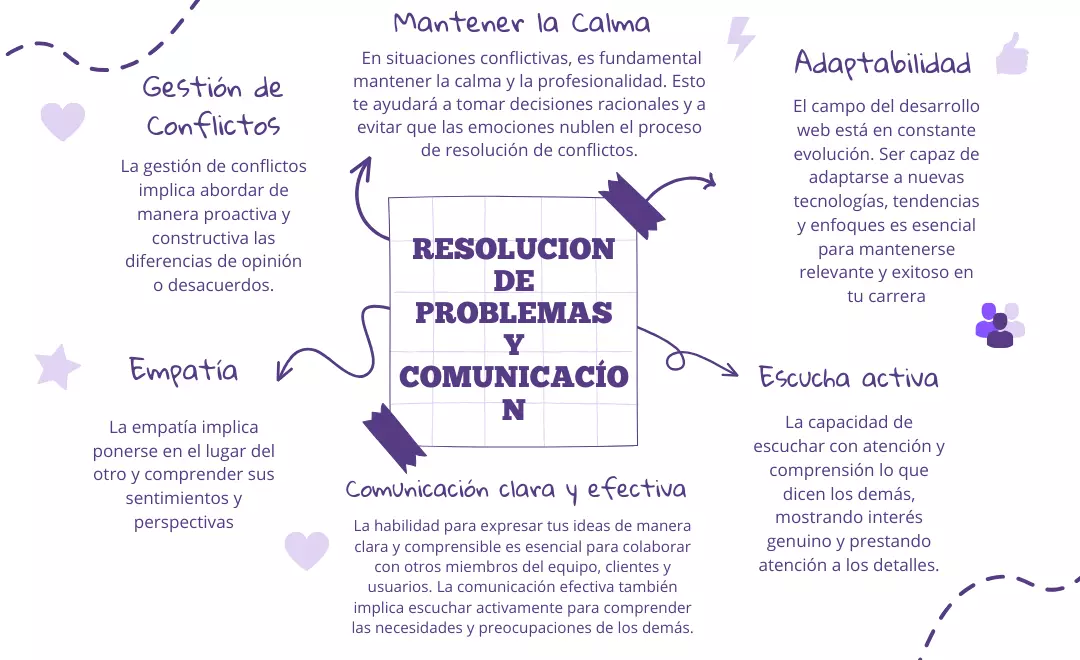 Mantener la Calma
En situaciones conflictivas, es fundamental
mantener la calma y la profesionalidad. Esto
te ayudará a tomar decisiones racionales y a
evitar que las emociones nublen el proceso
de resolución de conflictos.
Gestión de
Conflictos
La gestión de conflictos
implica abordar de
manera proactiva y
constructiva las
diferencias de opinión
o desacuerdos.
Adaptabilidad
El campo del desarrollo
web está en constante
evolución. Ser capaz de
adaptarse a nuevas
tecnologías, tendencias
y enfoques es esencial
para mantenerse
relevante y exitoso en
tu carrera
RESOLUCION
DE
PROBLEMAS
Y
COMUNICACÍO
N
Empatía
La empatía implica
ponerse en el lugar del
otro y comprender sus
sentimientos y
perspectivas
Escucha activa
La capacidad de
escuchar con atención y
comprensión lo que
dicen los demás,
mostrando interés
genuino y prestando
atención a los detalles.
Comunicación clara y efectiva
La habilidad para expresar tus ideas de manera
clara y comprensible es esencial para colaborar
con otros miembros del equipo, clientes y
usuarios. La comunicación efectiva también
implica escuchar activamente para comprender
las necesidades y preocupaciones de los demás.